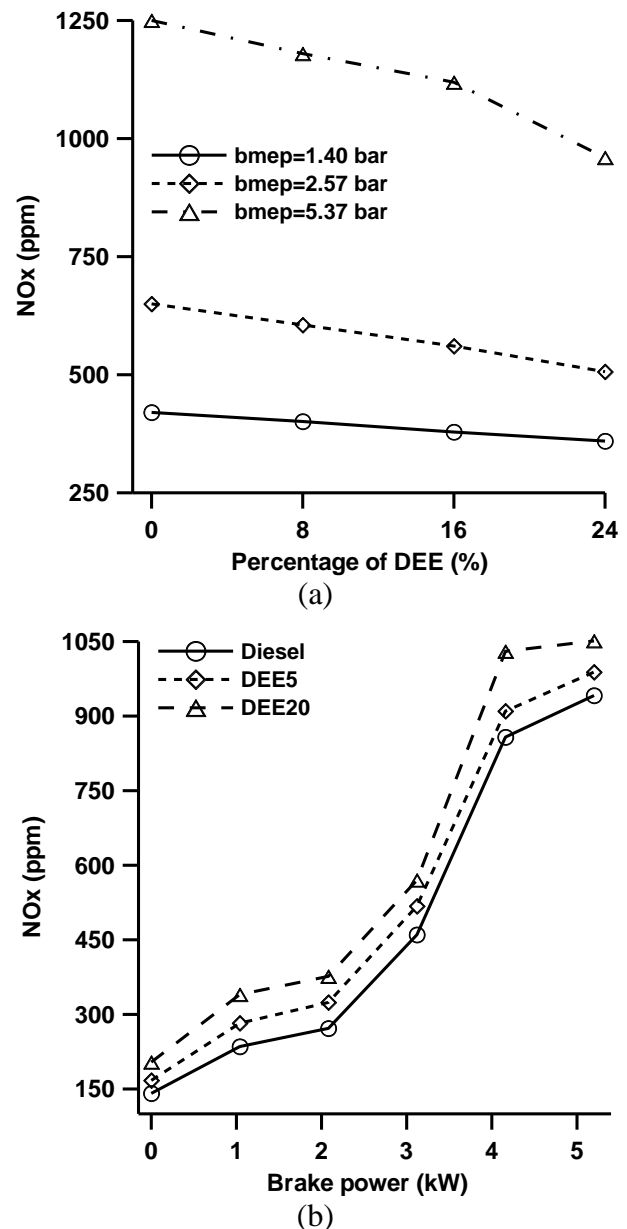 1250
1000
750
500
250
NOx (ppm)
bmep=1.40 bar
bmep=2.57 bar
bmep=5.37 bar
0 8 16 24
Percentage of DEE (%)
(a)
1050
900
750
600
450
300
150
NOx (ppm)
Diesel
DEE5
DEE20
0 1 2 3 4 5
Brake power (kW)
(b)